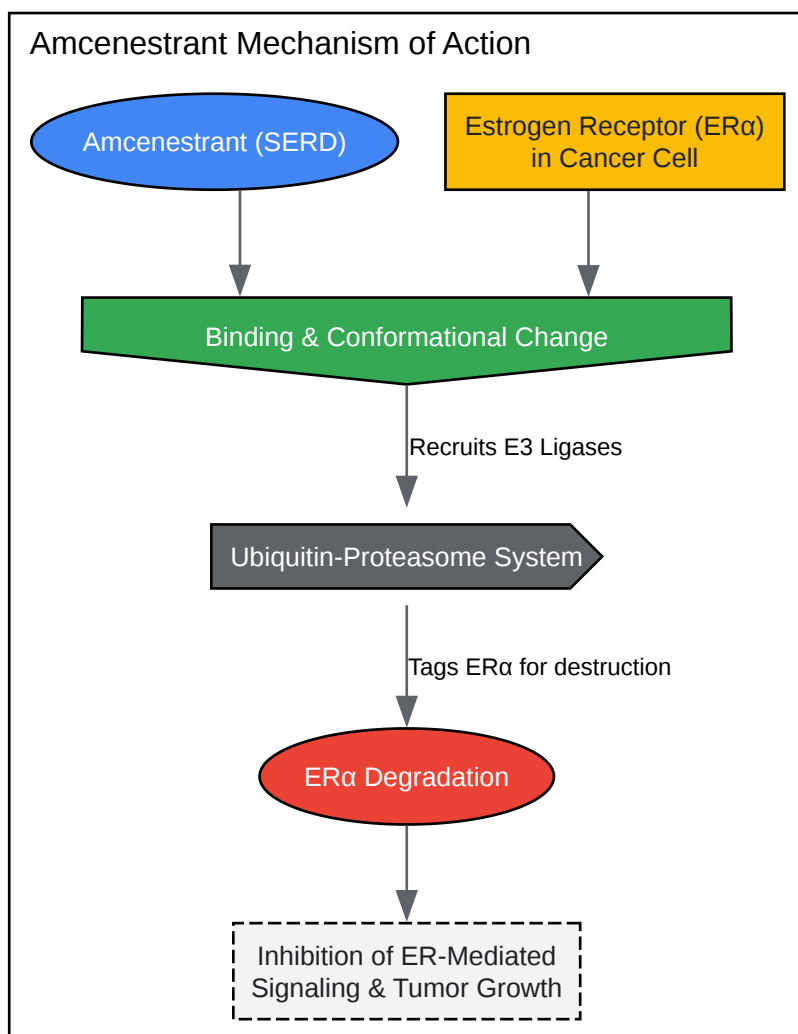 Amcenestrant Mechanism of Action
Amcenestrant (SERD)
Estrogen Receptor (ERα)
in Cancer Cell
Binding & Conformational Change
Recruits E3 Ligases
Ubiquitin-Proteasome System
Tags ERα for destruction
ERα Degradation
Inhibition of ER-Mediated
Signaling & Tumor Growth